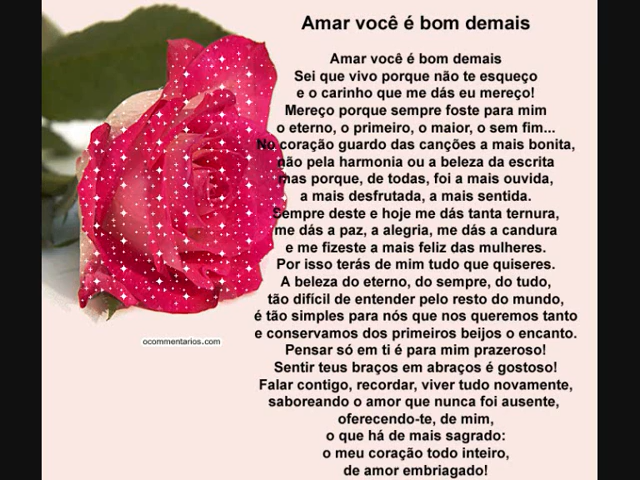 Amar você é bom demais
Amar você é bom demais
Sei que vivo porque não te esqueço
e o carinho que me dás eu mereço!
Mereço porque sempre foste para mim
o eterno, o primeiro, o maior, o sem fim...
No coração guardo das canções a mais bonita,
não pela harmonia ou a beleza da escrita
mas porque, de todas, foi a mais ouvida,
a mais desfrutada, a mais sentida.
Sempre deste e hoje me dás tanta ternura,
me dás a paz, a alegria, me dás a candura
e me fizeste a mais feliz das mulheres.
Por isso terás de mim tudo que quiseres.
A beleza do eterno, do sempre, do tudo,
tão difícil de entender pelo resto do mundo,
é tão simples para nós que nos queremos tanto
e conservamos dos primeiros beijos o encanto.
Pensar só em ti é para mim prazeroso!
Sentir teus braços em abraços é gostoso!
Falar contigo, recordar, viver tudo novamente,
saboreando o amor que nunca foi ausente,
oferecendo-te, de mim,
o que há de mais sagrado:
o meu coração todo inteiro,
de amor embriagado!
ocommentarios.com